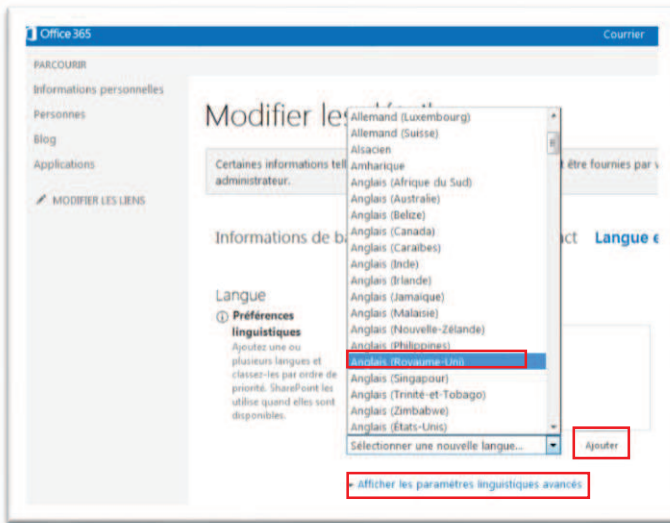 Office 365
Courrier
PARCOURIR
Informations personnelles
Personnes
Blog
Applications
MODIFIER LES LIENS
Modifier les
Certaines informations tell
t être fournies par v
administrateur.
Informations de b
act
Langue e
Langue
Préférences
linguistiques
Ajoutez une ou
plusieurs langues et
classez-les par ordre de
priorité. SharePoint les
utilise quand elles sont
disponibles.
Allemand (Luxembourg)
Allemand (Suisse)
Alsacien
Amharique
Anglais (Afrique du Sud)
Anglais (Australie)
Anglais (Belize)
Anglais (Canada)
Anglais (Caraïbes)
Anglais (Inde)
Anglais (Irlande)
Anglais (Jamaïque)
Anglais (Malaisie)
Anglais (Nouvelle-Zélande)
Anglais (Philippines)
Anglais (Royaume-Uni)
Anglais (Singapour)
Anglais (Trinité-et-Tobago)
Anglais (Zimbabwe)
Anglais (États-Unis)
Sélectionner une nouvelle langue...
Ajouter
Afficher les paramètres linguistiques avancés